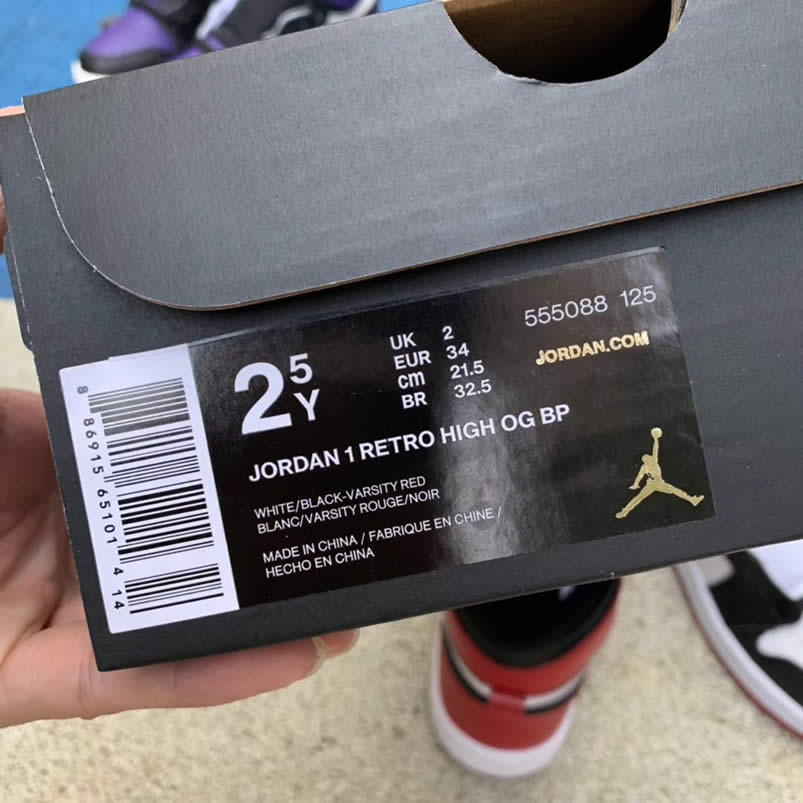 2 5Y
UK 2
EUR 34
cm 21.5
BR 32.5
555088 125
JORDAN.COM
JORDAN 1 RETRO HIGH OG BP
WHITE/BLACK-VARSITY RED
BLANC/VARSITY ROUGE/NOIR
MADE IN CHINA / FABRIQUE EN CHINE /
HECHO EN CHINA
8 86915 65101 4 14